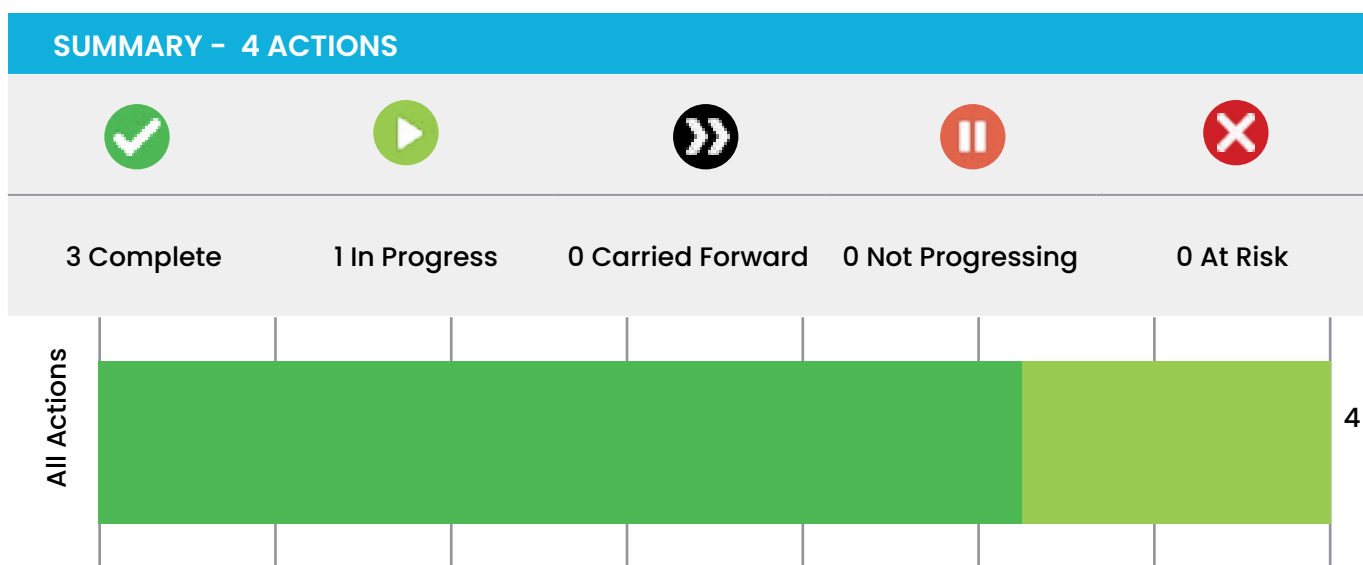 SUMMARY - 4 ACTIONS
3 Complete
1 In Progress
0 Carried Forward
0 Not Progressing
0 At Risk
All Actions
4